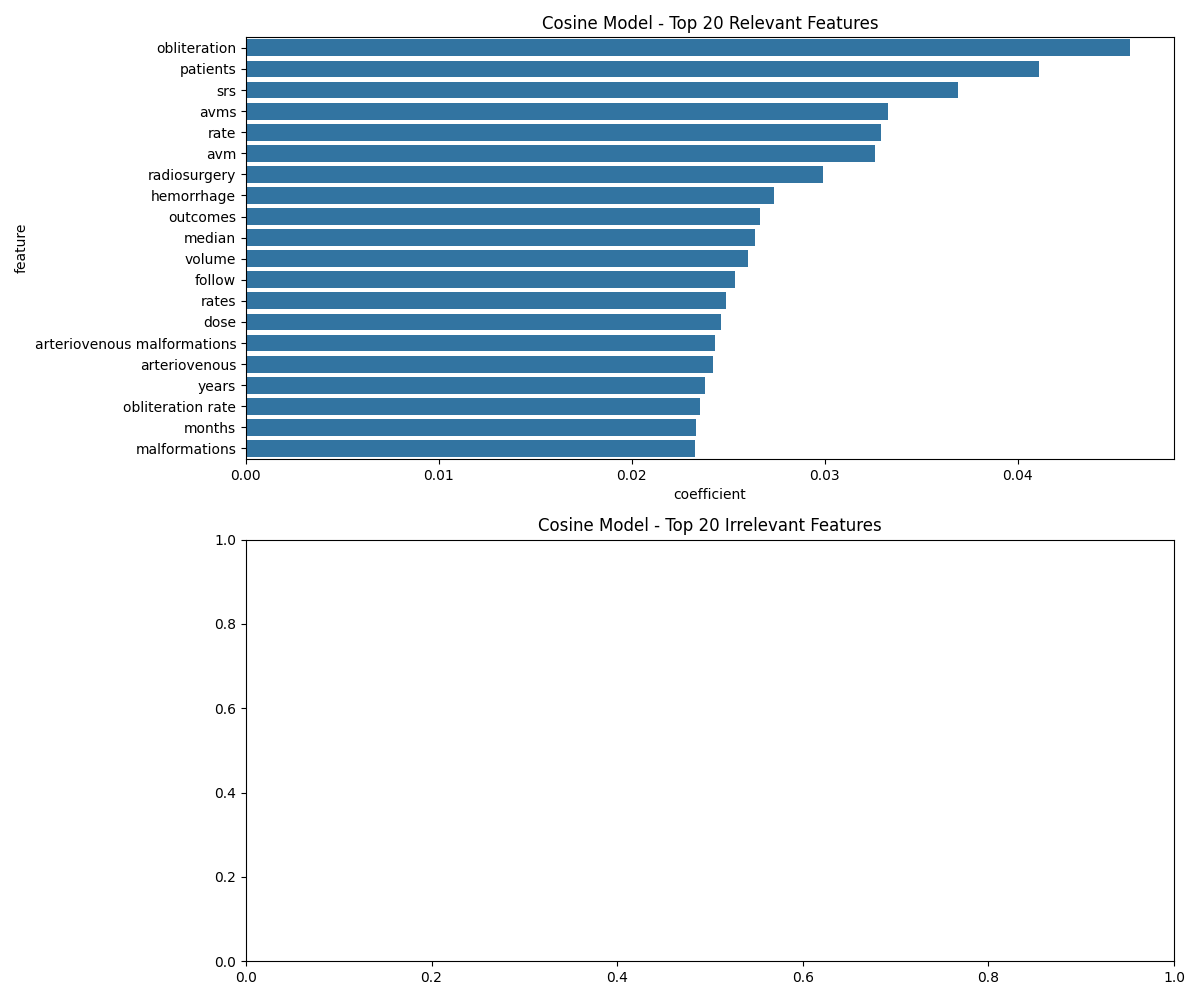 Cosine Model - Top 20 Relevant Features
obliteration
patients
srs
avms
rate
avm
radiosurgery
hemorrhage
outcomes
median
volume
follow
rates
dose
arteriovenous malformations
arteriovenous
years
obliteration rate
months
malformations
feature
0.00 0.01 0.02 0.03 0.04
coefficient
Cosine Model - Top 20 Irrelevant Features
1.0
0.8
0.6
0.4
0.2
0.0
0.0 0.2 0.4 0.6 0.8 1.0